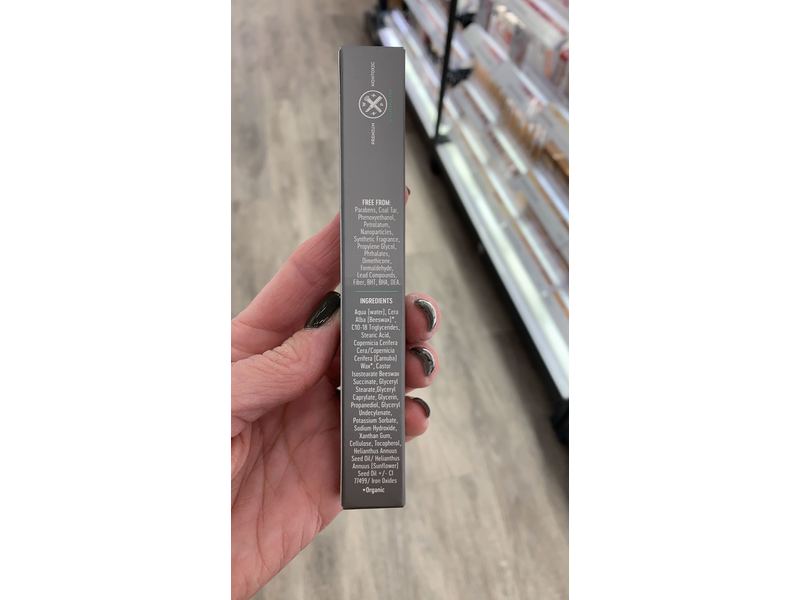 NONTOXIC
PREMIUM
FREE FROM:
Parabens, Coal Tar,
Phenoxyethanol,
Petrolatum,
Nanoparticles,
Synthetic Fragrance,
Propylene Glycol,
Phthalates,
Dimethicone,
Formaldehyde,
Lead Compounds,
Fiber, BHT, BHA, DEA.
INGREDIENTS
Aqua (water), Cera
Alba (Beeswax)*,
C10-18 Triglycerides,
Stearic Acid,
Copernicia Cerifera
Cera/Copernicia
Cerifera (Carnuba)
Wax*, Castor
Isostearate Beeswax
Succinate, Glyceryl
Stearate,Glyceryl
Caprylate, Glycerin,
Propanediol, Glyceryl
Undecylenate,
Potassium Sorbate,
Sodium Hydroxide,
Xanthan Gum,
Cellulose, Tocopherol,
Helianthus Annuus
Seed Oil/ Helianthus
Annuus (Sunflower)
Seed Oil +/- CI
77499/ Iron Oxides
*Organic